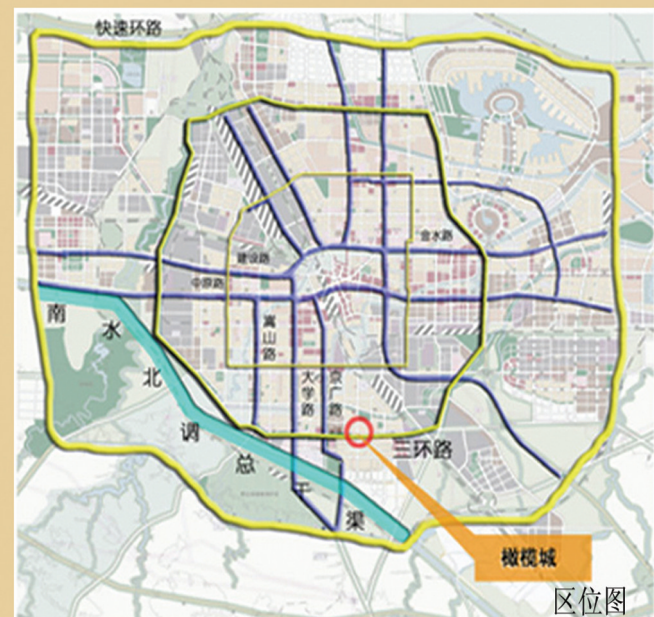 快速环路
金水路
建设路
中原路
南水北调总干渠
嵩山路
大学路
京广路
三环路
橄榄城
区位图